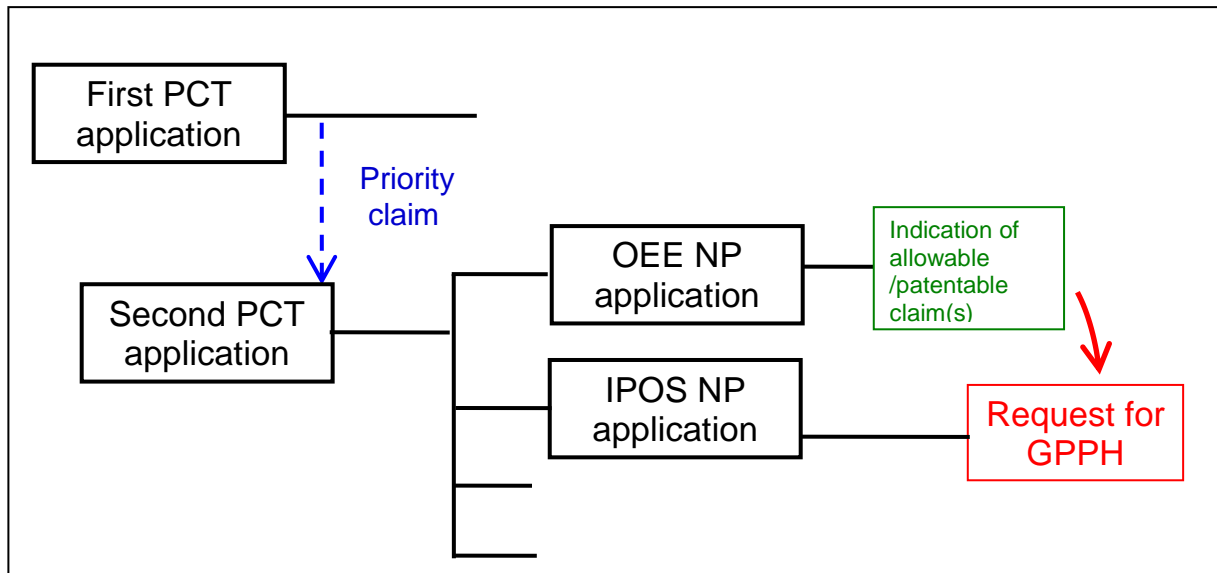 First PCT
application
Priority
claim
Second PCT
application
OEE NP
application
Indication of
allowable
/patentable
claim(s)
IPOS NP
application
Request for
GPPH